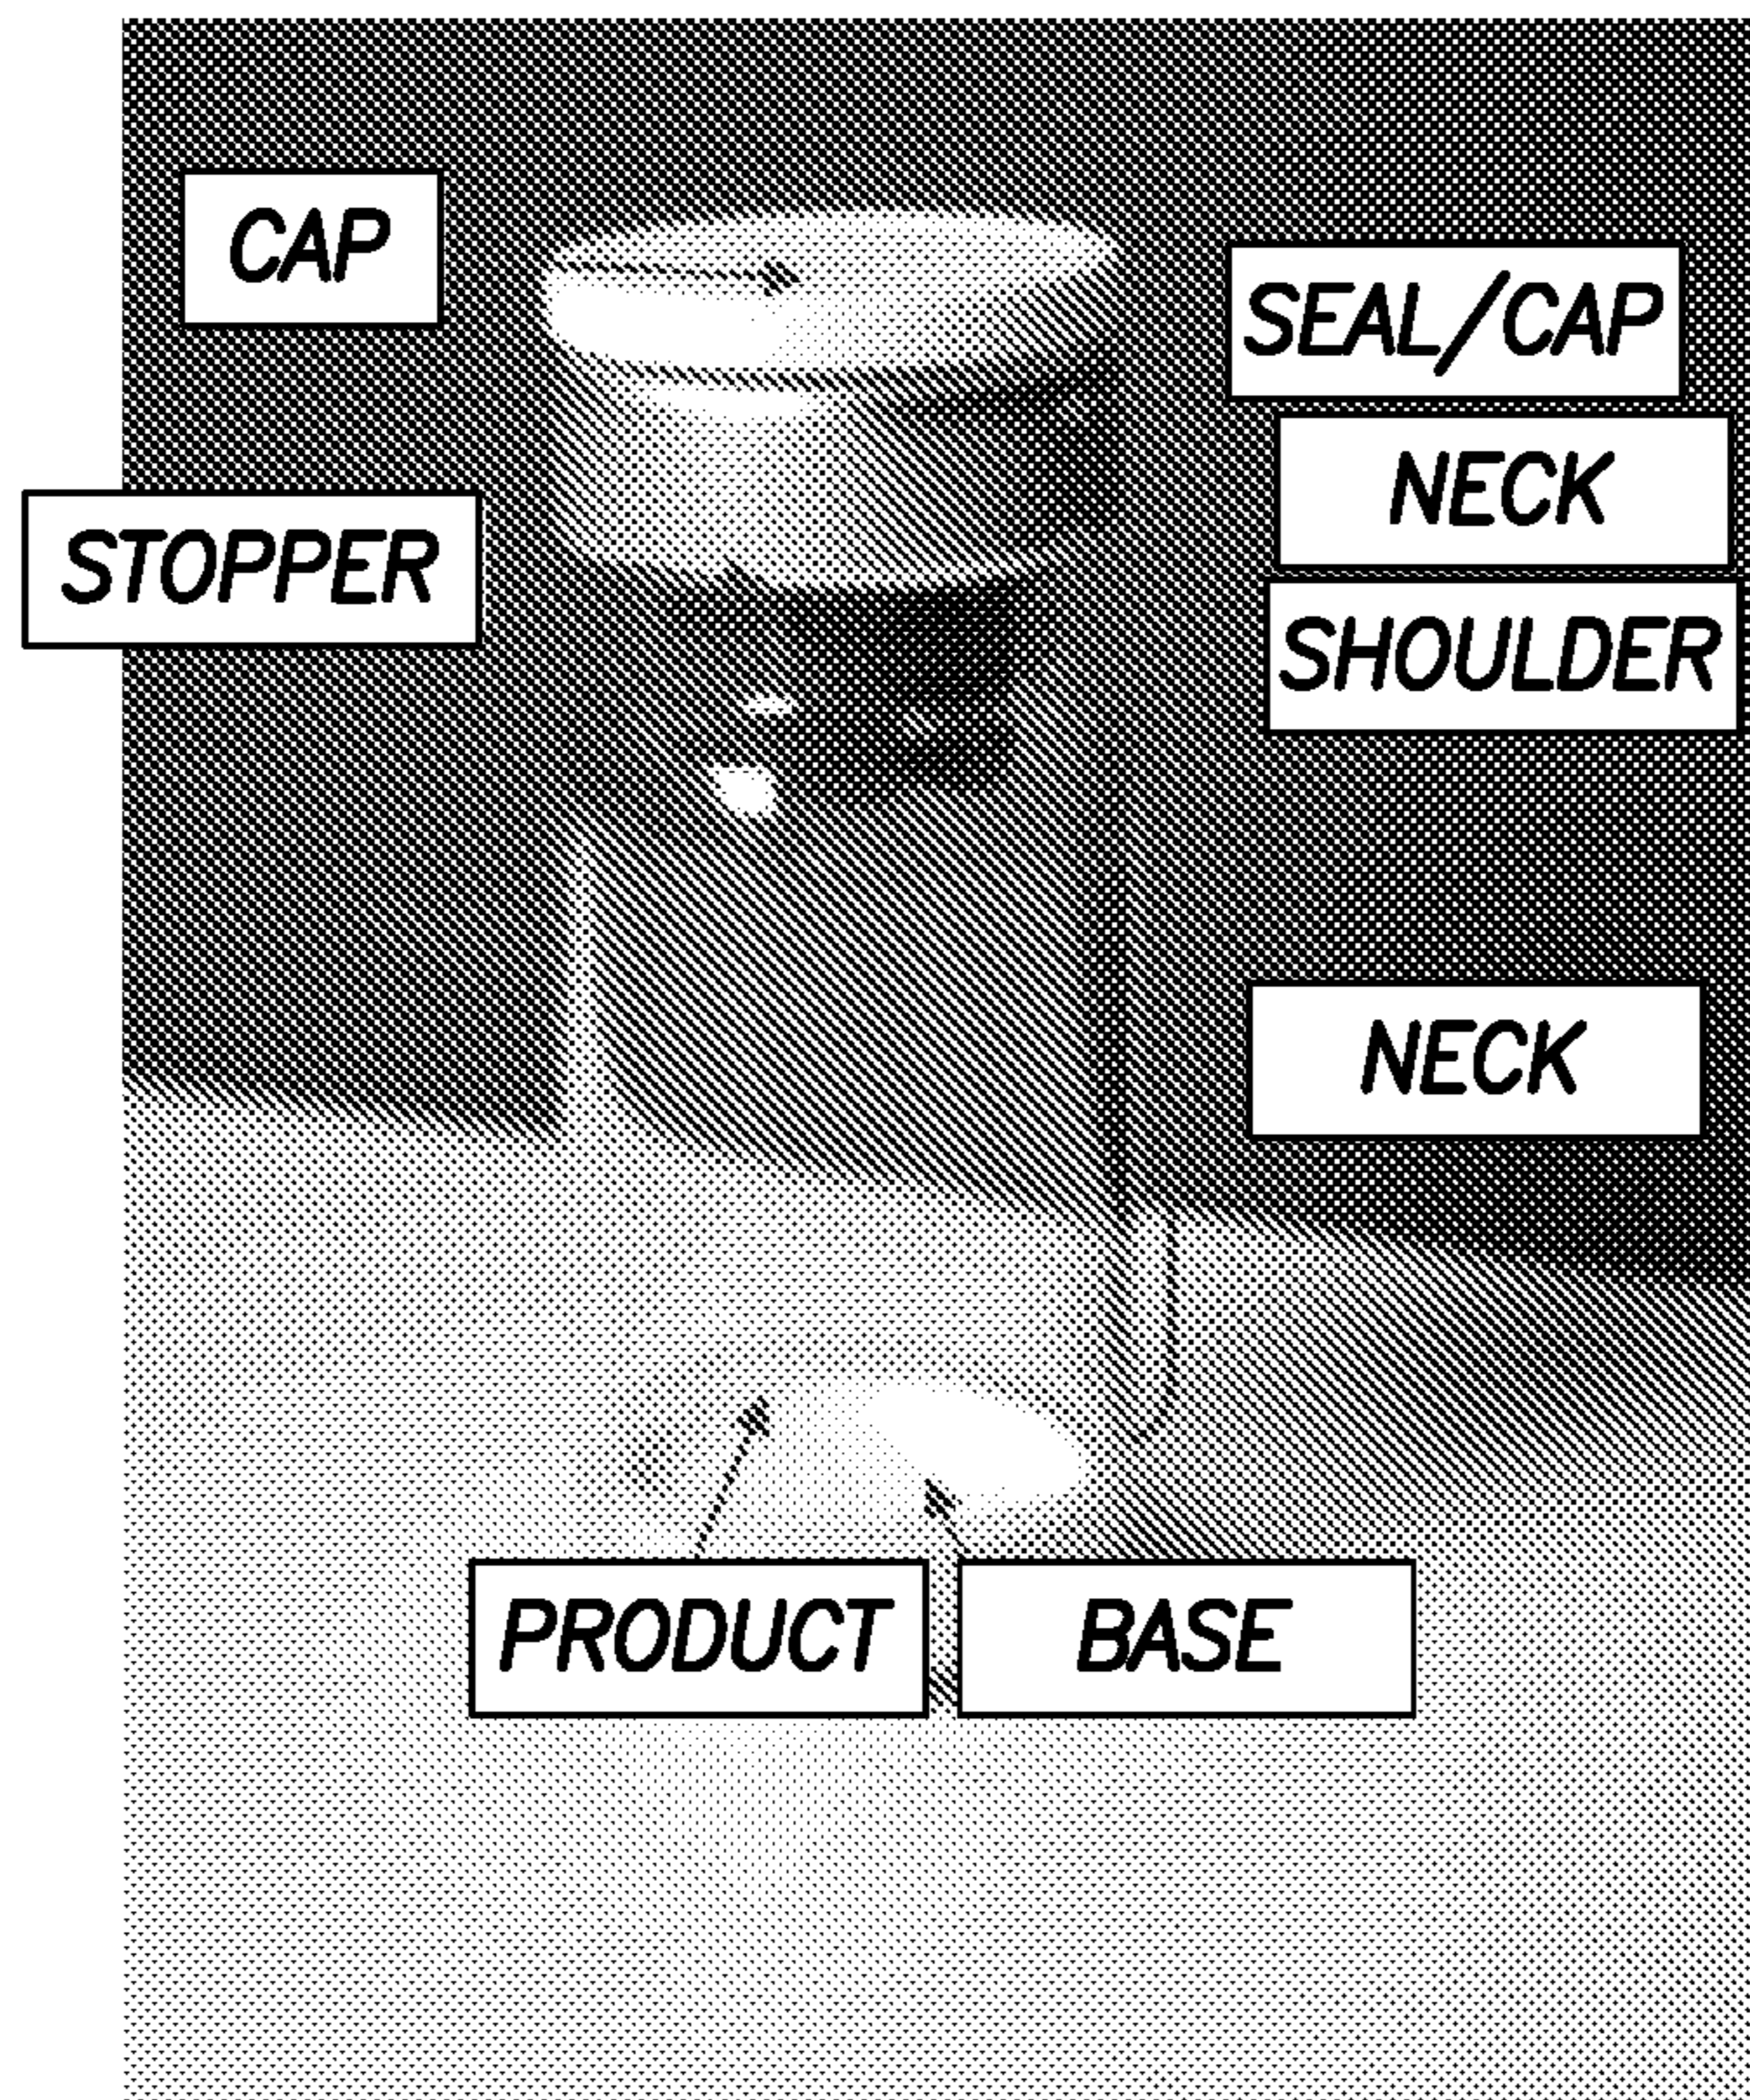 CAP
SEAL/CAP
NECK
STOPPER
SHOULDER
NECK
PRODUCT
BASE